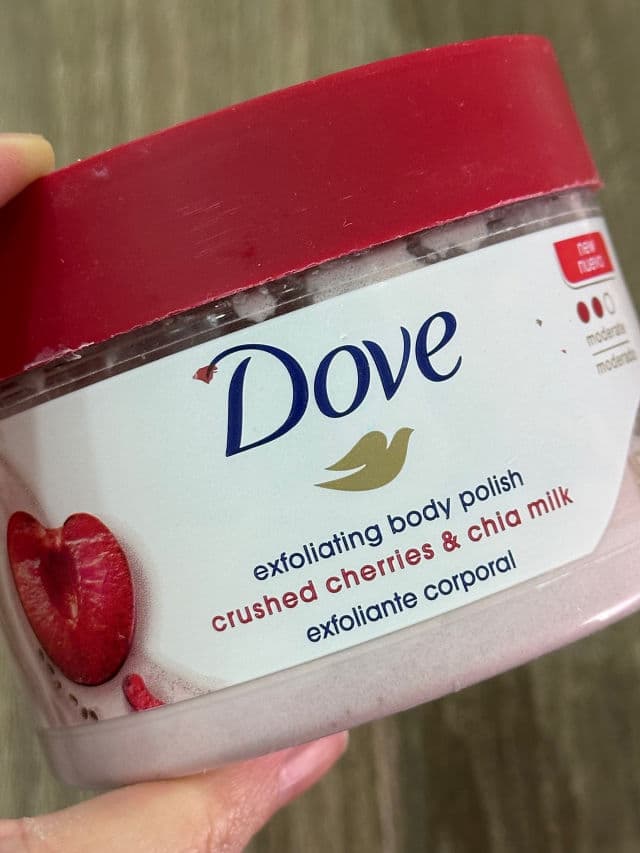 new
nuevo
moderate
moderado
Dove
exfoliating body polish
crushed cherries & chia milk
exfoliante corporal